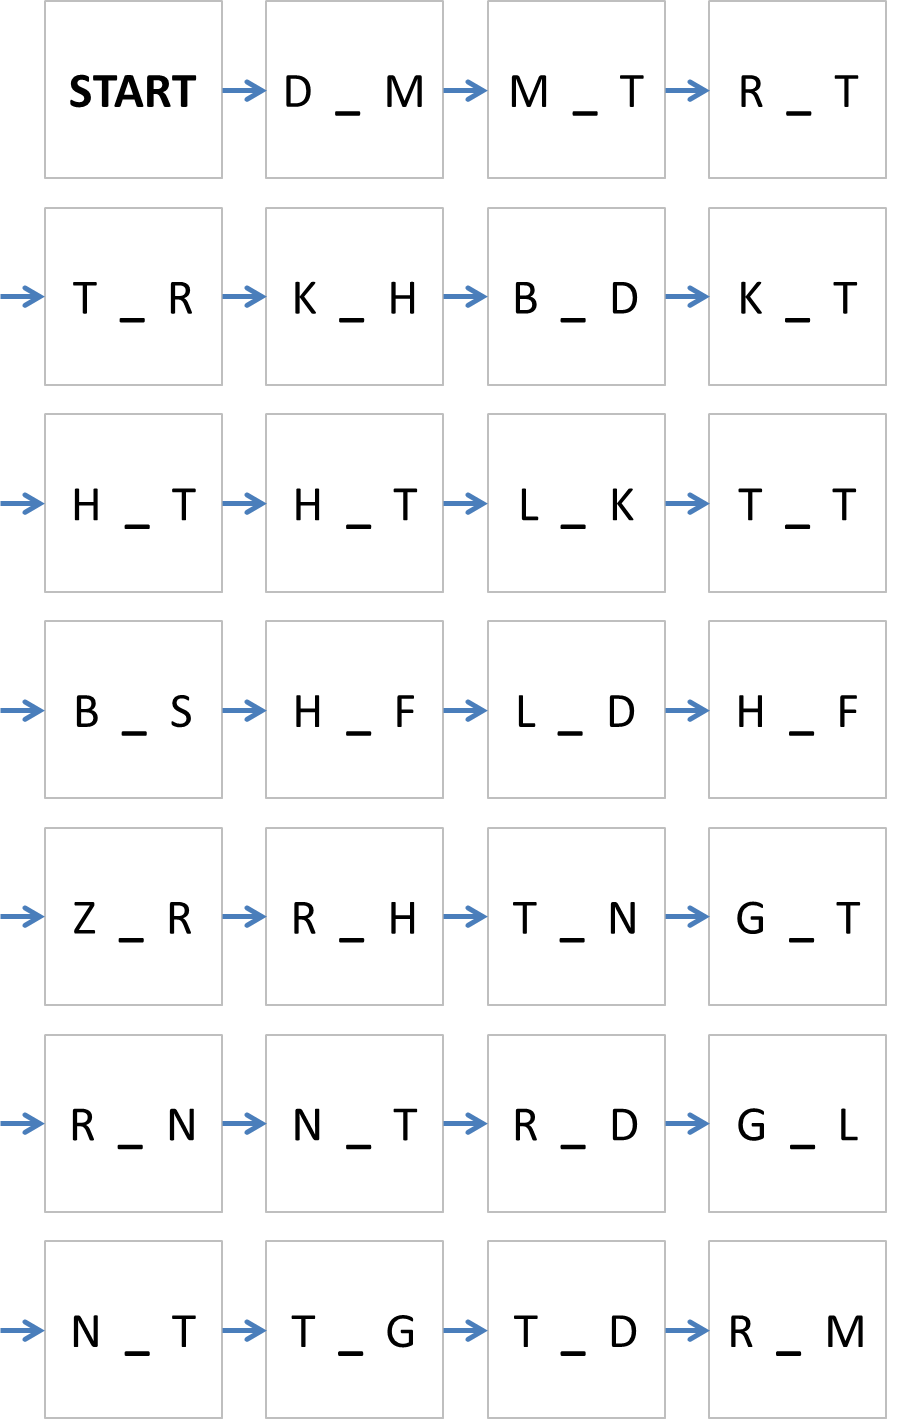 START D _ M M _ T R _ T
T _ R K _ H B _ D K _ T
H _ T H _ T L _ K T _ T
B _ S H _ F L _ D H _ F
Z _ R R _ H T _ N G _ T
R _ N N _ T R _ D G _ L
N _ T T _ G T _ D R _ M